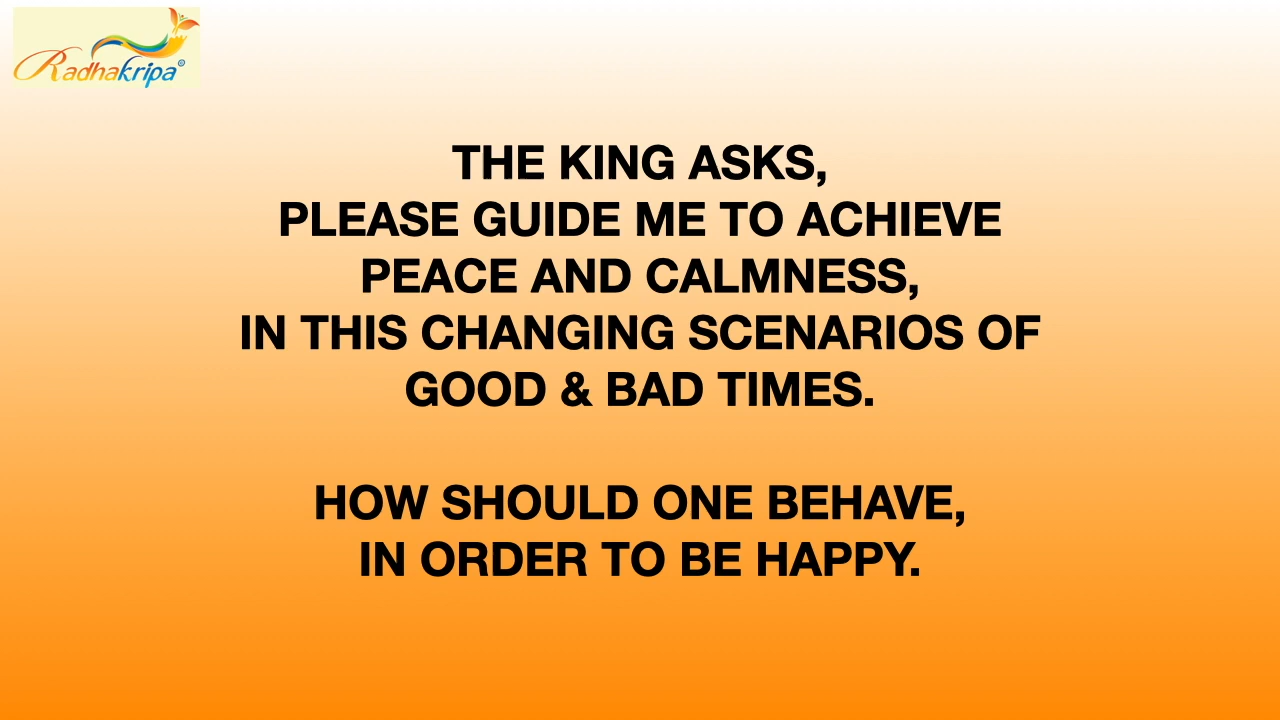 Radhakripa©
THE KING ASKS,
PLEASE GUIDE ME TO ACHIEVE
PEACE AND CALMNESS,
IN THIS CHANGING SCENARIOS OF
GOOD & BAD TIMES.
HOW SHOULD ONE BEHAVE,
IN ORDER TO BE HAPPY.